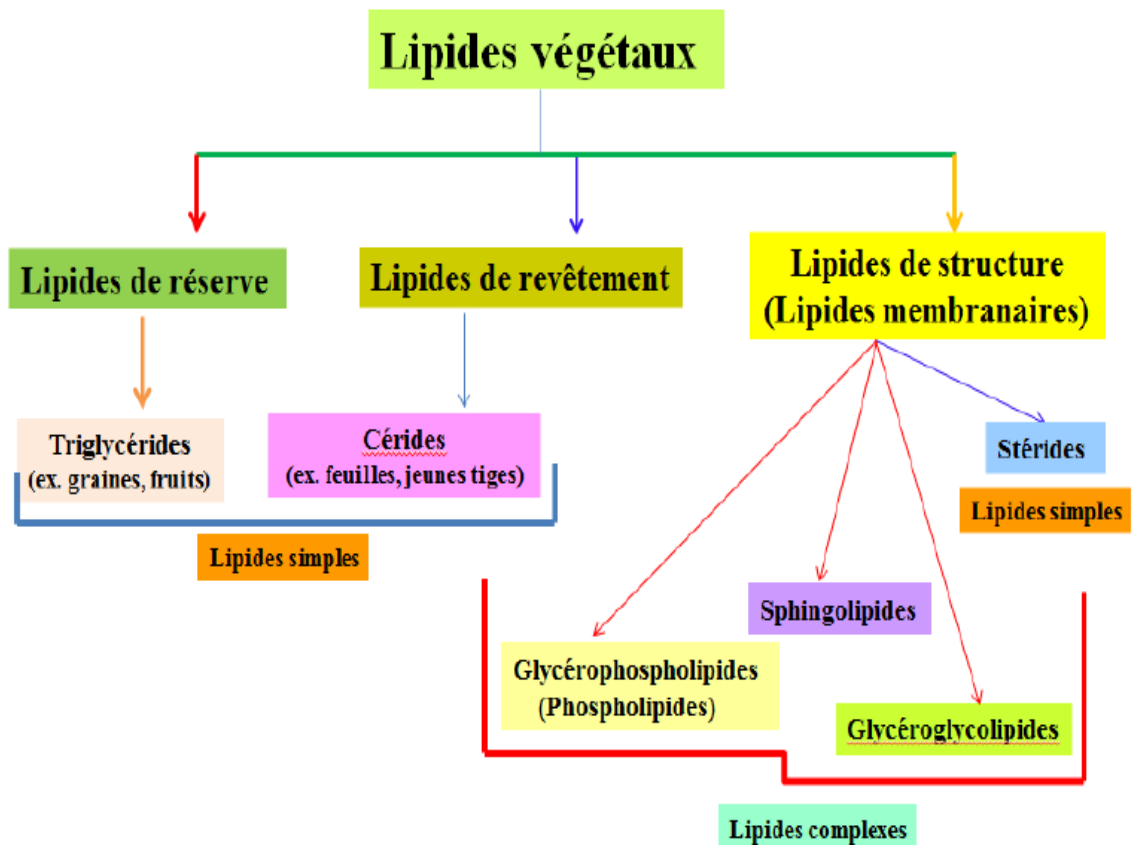 Lipides végétaux
Lipides de réserve
Lipides de revêtement
Lipides de structure
(Lipides membranaires)
Triglycérides
(ex. graines, fruits)
Cérides
(ex. feuilles, jeunes tiges)
Stérides
Lipides simples
Lipides simples
Sphingolipides
Glycérophospholipides
(Phospholipides)
Glycéroglycolipides
Lipides complexes